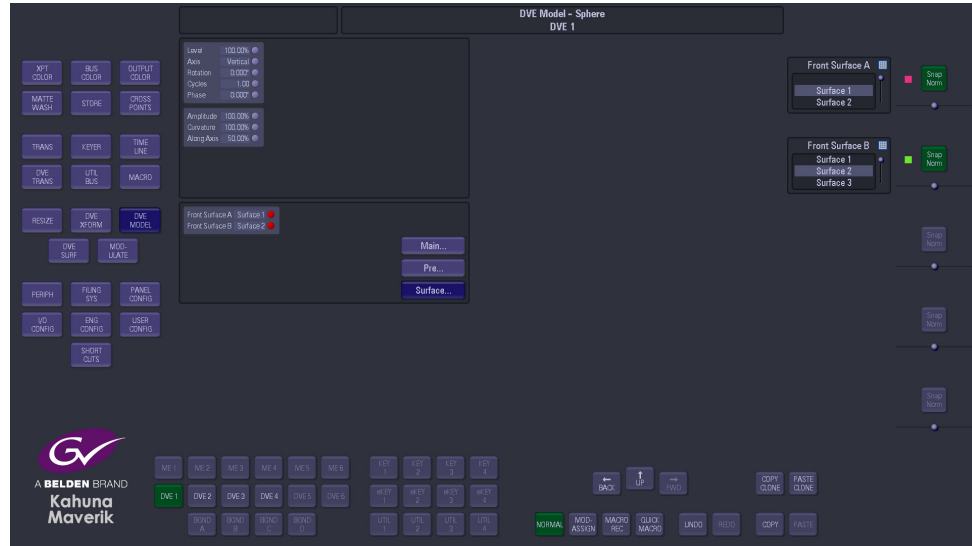 DVE Model - Sphere
DVE 1
XPT COLOR
BUS COLOR
OUTPUT COLOR
MATTE WASH
STORE
CROSS POINTS
TRANS
KEYER
TIME LINE
DVE TRANS
UTIL BUS
MACRO
RESIZE
DVE XFORM
DVE MODEL
DVE SURF
MOD- ULATE
PERIPH
FILING SYS
PANEL CONFIG
I/O CONFIG
ENG CONFIG
USER CONFIG
SHORT CUTS
Level 100.00%
Axis Vertical
Rotation 0.000°
Cycles 1.00
Phase 0.000°
Amplitude 100.00%
Curvature 100.00%
Along Axis 50.00%
Front Surface A Surface 1
Front Surface B Surface 2
Main...
Pre...
Surface...
Front Surface A
Surface 1
Surface 2
Snap Norm
Front Surface B
Surface 1
Surface 2
Surface 3
Snap Norm
Snap Norm
Snap Norm
Snap Norm
GV
A BELDEN BRAND
Kahuna
Maverik
ME 1 ME 2 ME 3 ME 4 ME 5 ME 6
DVE 1 DVE 2 DVE 3 DVE 4 DVE 5 DVE 6
BOND A BOND B BOND C BOND D
KEY 1 KEY 2 KEY 3 KEY 4
eKEY 1 eKEY 2 eKEY 3 eKEY 4
UTIL 1 UTIL 2 UTIL 3 UTIL 4
BACK UP FWD
COPY CLONE PASTE CLONE
NORMAL MOD- ASSIGN MACRO REC QUICK MACRO UNDO REDO COPY PASTE